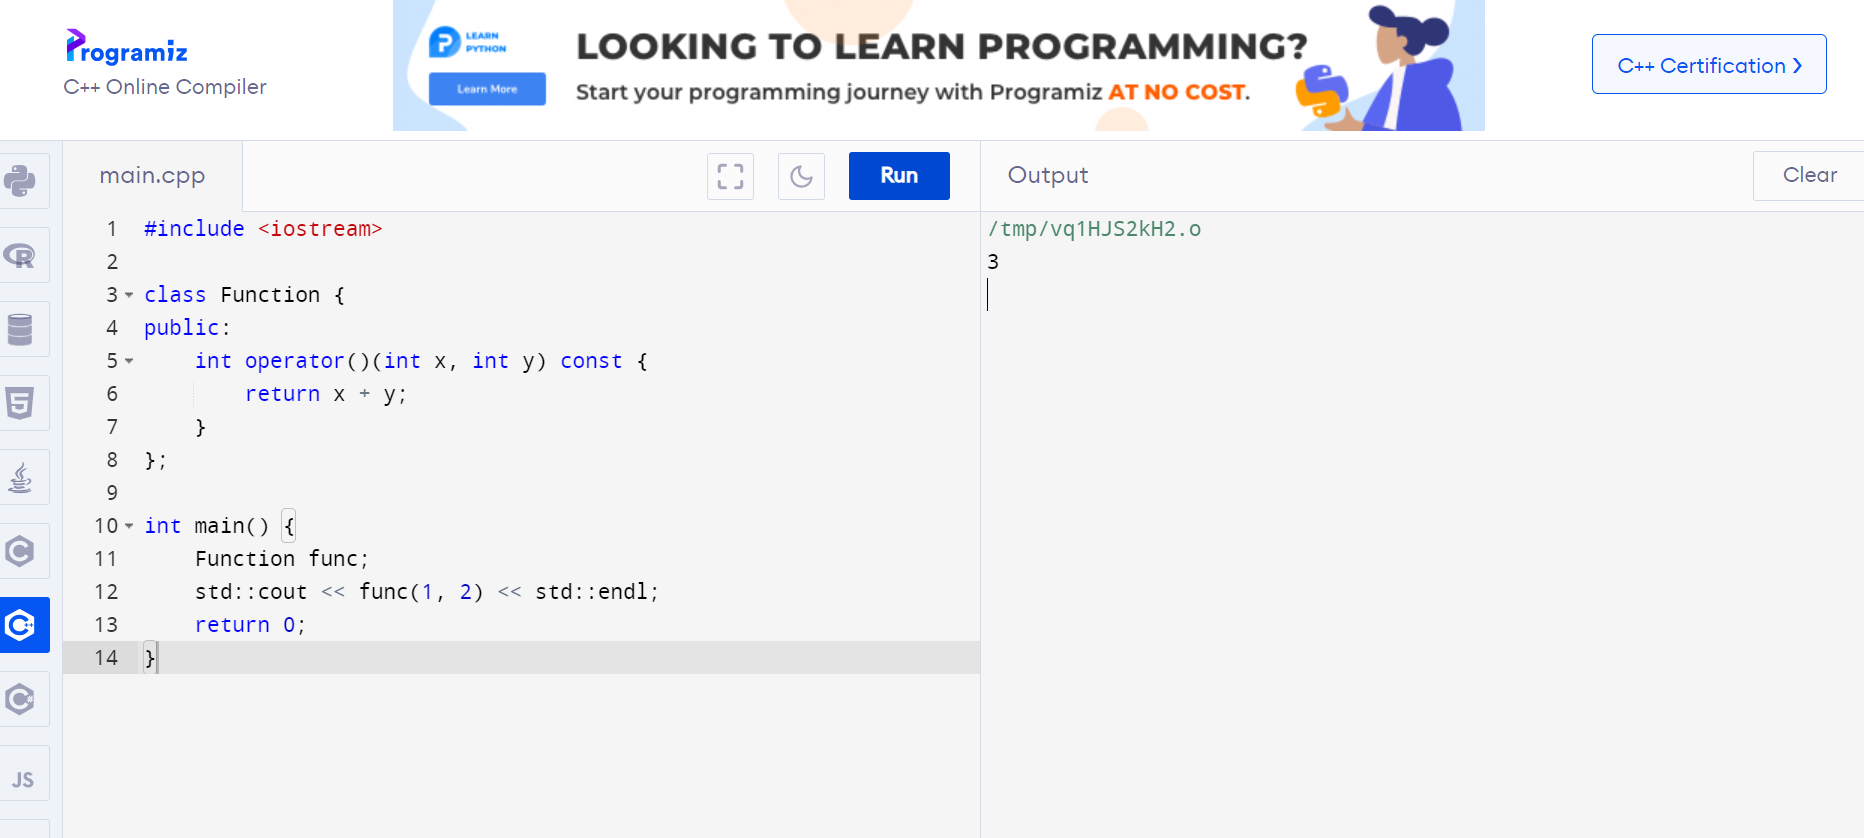 Programiz
C++ Online Compiler
LEARN
PYTHON
Learn More
LOOKING TO LEARN PROGRAMMING?
Start your programming journey with Programiz AT NO COST.
C++ Certification ❯
main.cpp
Run
Output
Clear
1 #include <iostream>
2
3 class Function {
4 public:
5     int operator()(int x, int y) const {
6         return x + y;
7     }
8 };
9
10 int main() {
11     Function func;
12     std::cout << func(1, 2) << std::endl;
13     return 0;
14 }
/tmp/vq1HJS2kH2.o
3
R
5
C
C++
C#
JS